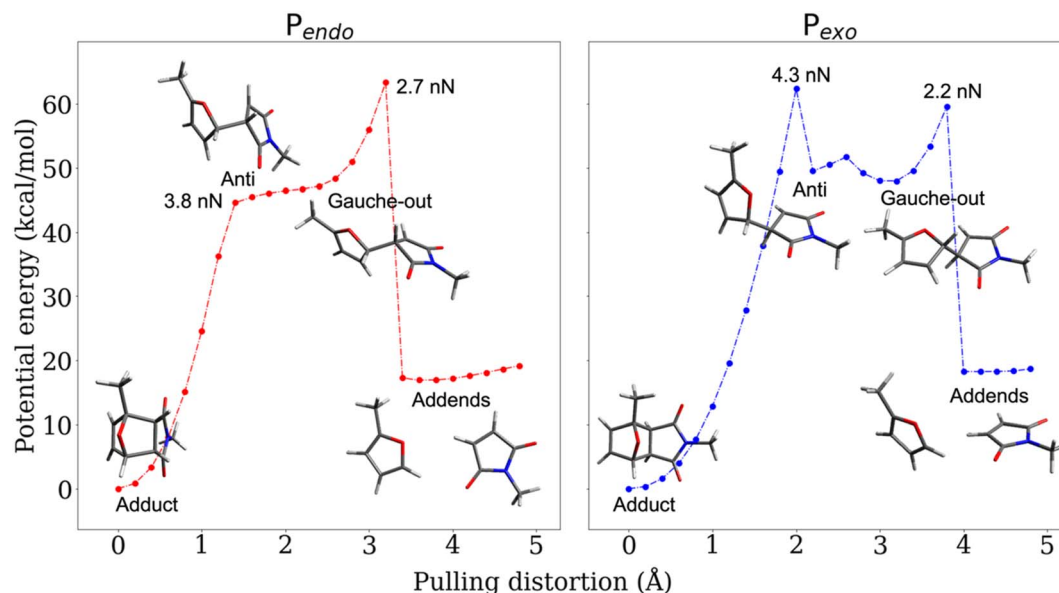 P_endo
P_exo
Potential energy (kcal/mol)
60
50
40
30
20
10
0
2.7 nN
Anti
3.8 nN
Gauche-out
Addends
Adduct
0 1 2 3 4 5
4.3 nN
2.2 nN
Anti
Gauche-out
Addends
Adduct
0 1 2 3 4 5
Pulling distortion (Å)